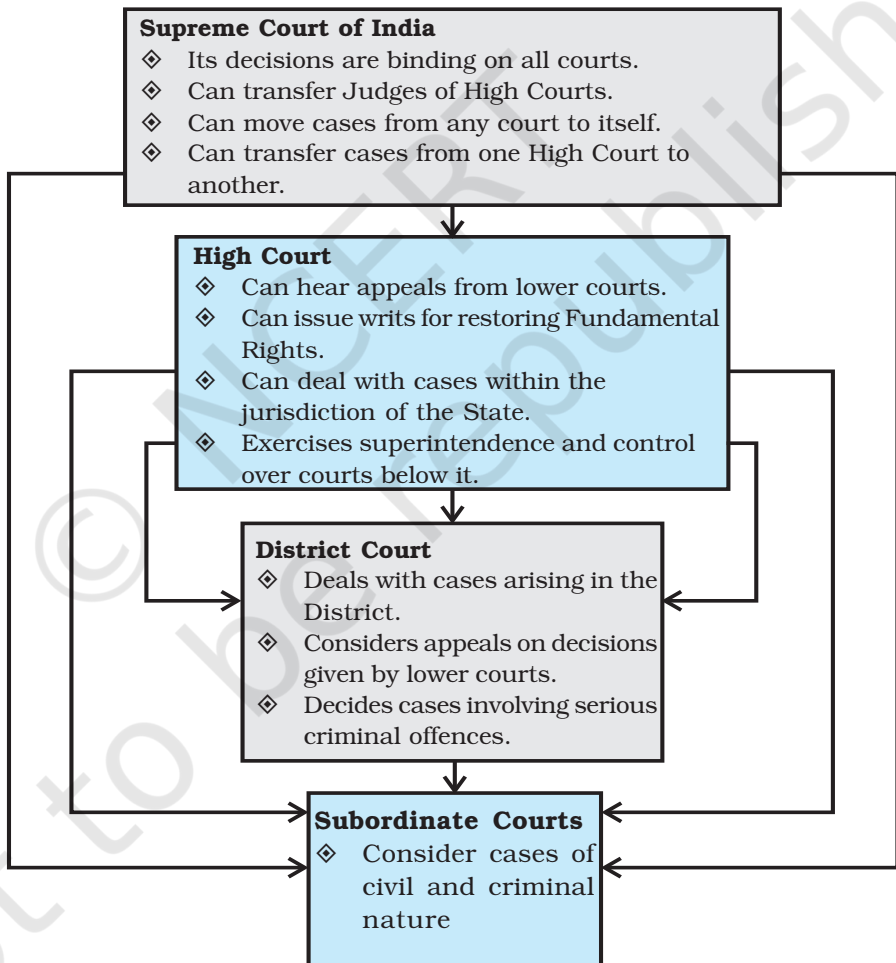 Supreme Court of India
◈ Its decisions are binding on all courts.
◈ Can transfer Judges of High Courts.
◈ Can move cases from any court to itself.
◈ Can transfer cases from one High Court to
another.
High Court
◈ Can hear appeals from lower courts.
◈ Can issue writs for restoring Fundamental
Rights.
◈ Can deal with cases within the
jurisdiction of the State.
◈ Exercises superintendence and control
over courts below it.
District Court
◈ Deals with cases arising in the
District.
◈ Considers appeals on decisions
given by lower courts.
◈ Decides cases involving serious
criminal offences.
Subordinate Courts
◈ Consider cases of
civil and criminal
nature
© NCERT
not to be republish